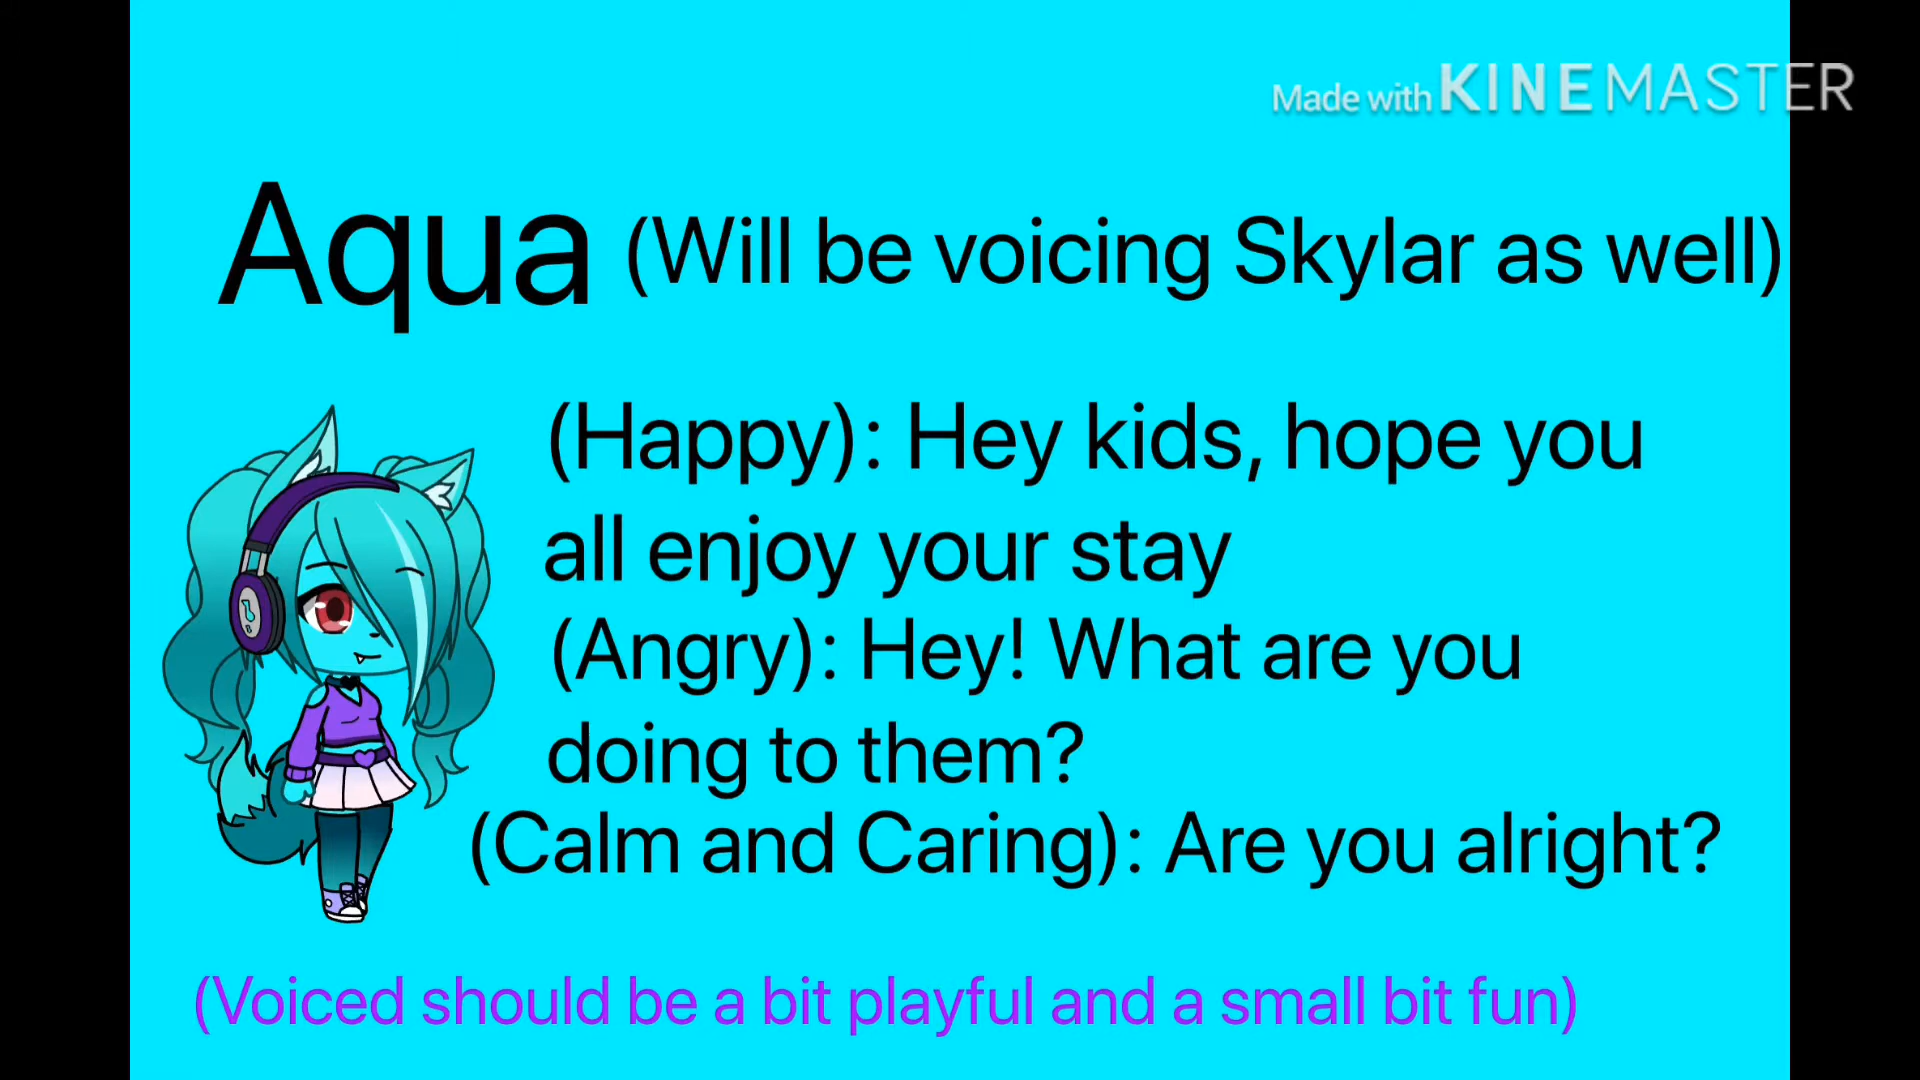 Made with KINEMASTER
Aqua (Will be voicing Skylar as well)
(Happy): Hey kids, hope you
all enjoy your stay
(Angry): Hey! What are you
doing to them?
(Calm and Caring): Are you alright?
(Voiced should be a bit playful and a small bit fun)